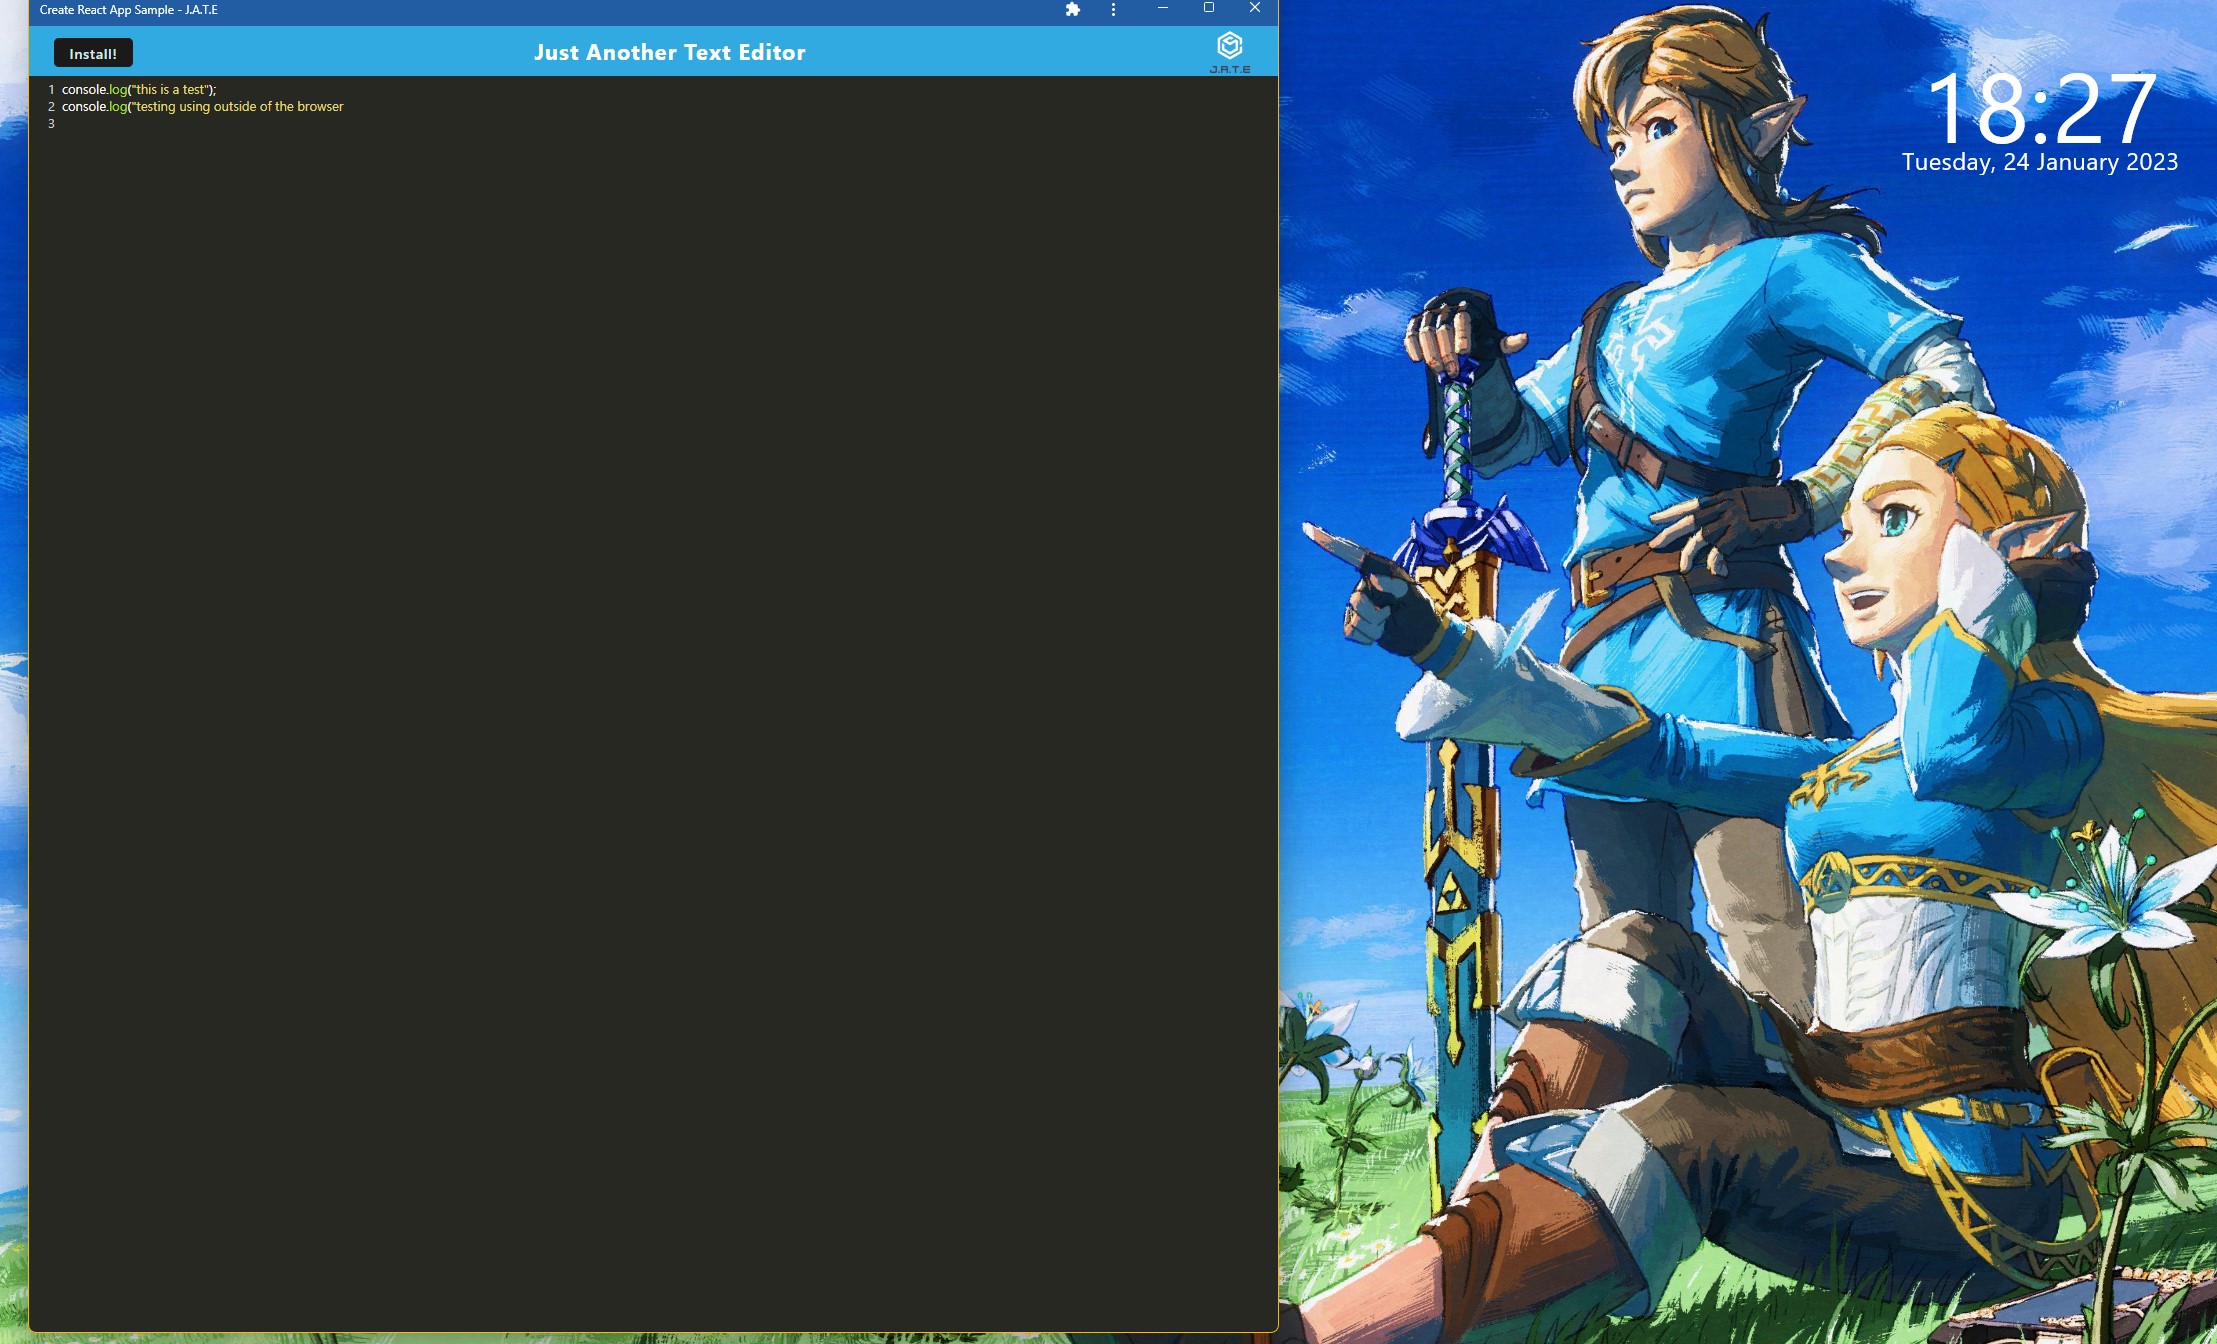 Create React App Sample - J.A.T.E
Install!
Just Another Text Editor
J.A.T.E
1 console.log("this is a test");
2 console.log("testing using outside of the browser
3
18:27
Tuesday, 24 January 2023